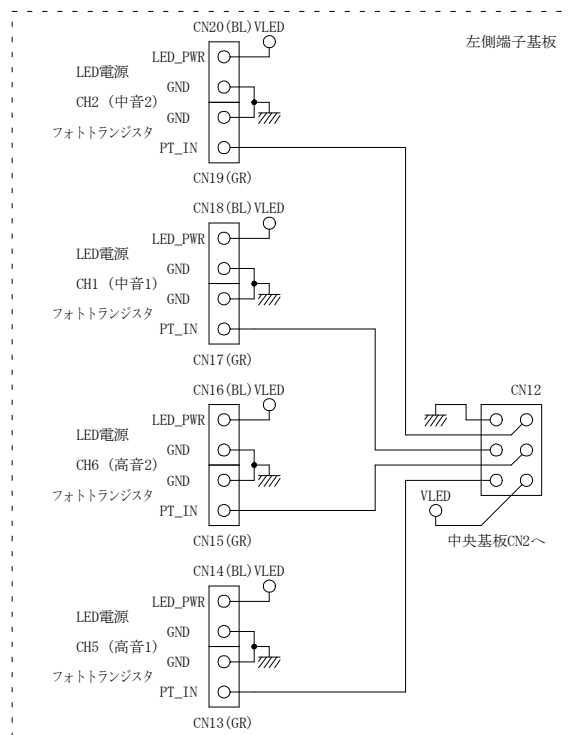 左側端子基板
CN20(BL)
VLED
LED_PWR
LED電源
GND
CH2 (中音2)
GND
フォトトランジスタ
PT_IN
CN19(GR)
CN18(BL)
VLED
LED_PWR
LED電源
GND
CH1 (中音1)
GND
フォトトランジスタ
PT_IN
CN17(GR)
CN16(BL)
VLED
LED_PWR
LED電源
GND
CH6 (高音2)
GND
フォトトランジスタ
PT_IN
CN15(GR)
CN12
VLED
中央基板CN2へ
CN14(BL)
VLED
LED_PWR
LED電源
GND
CH5 (高音1)
GND
フォトトランジスタ
PT_IN
CN13(GR)